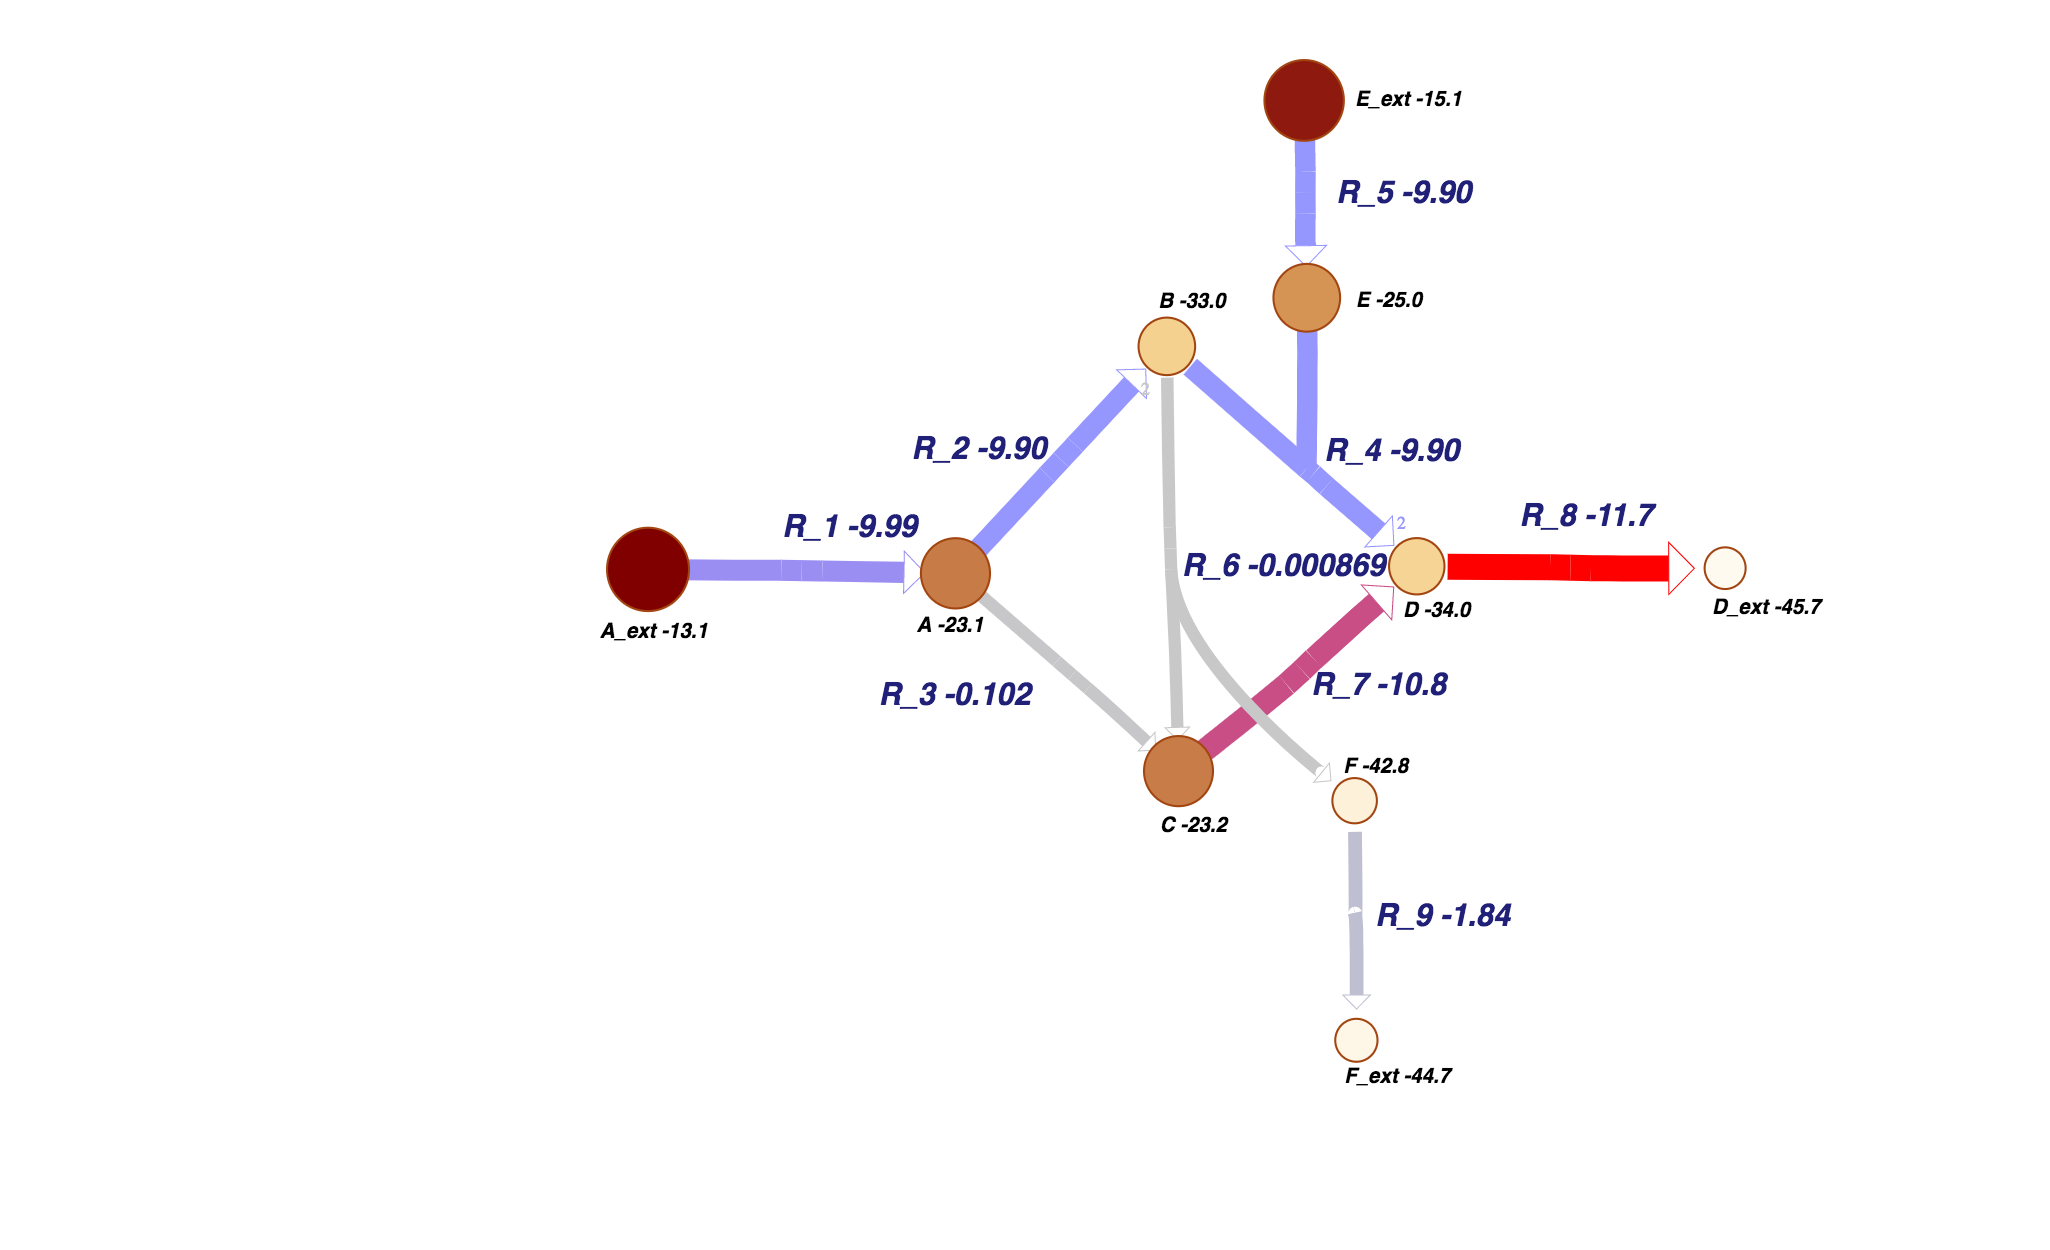 E_ext -15.1
R_5 -9.90
B -33.0
E -25.0
2
R_2 -9.90
R_4 -9.90
R_1 -9.99
2
R_8 -11.7
R_6 -0.000869
A_ext -13.1
A -23.1
D -34.0
D_ext -45.7
R_3 -0.102
R_7 -10.8
F -42.8
C -23.2
R_9 -1.84
F_ext -44.7